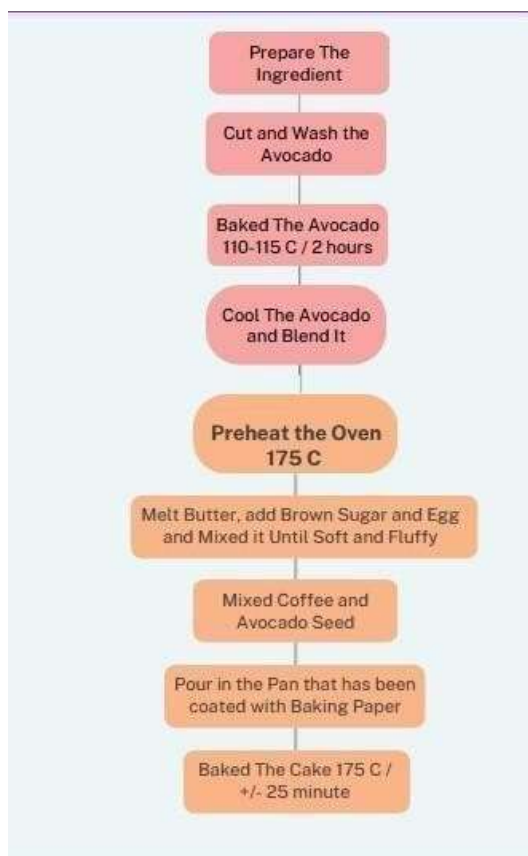 Prepare The
Ingredient
Cut and Wash the
Avocado
Baked The Avocado
110-115 C / 2 hours
Cool The Avocado
and Blend It
Preheat the Oven
175 C
Melt Butter, add Brown Sugar and Egg
and Mixed it Until Soft and Fluffy
Mixed Coffee and
Avocado Seed
Pour in the Pan that has been
coated with Baking Paper
Baked The Cake 175 C /
+/- 25 minute